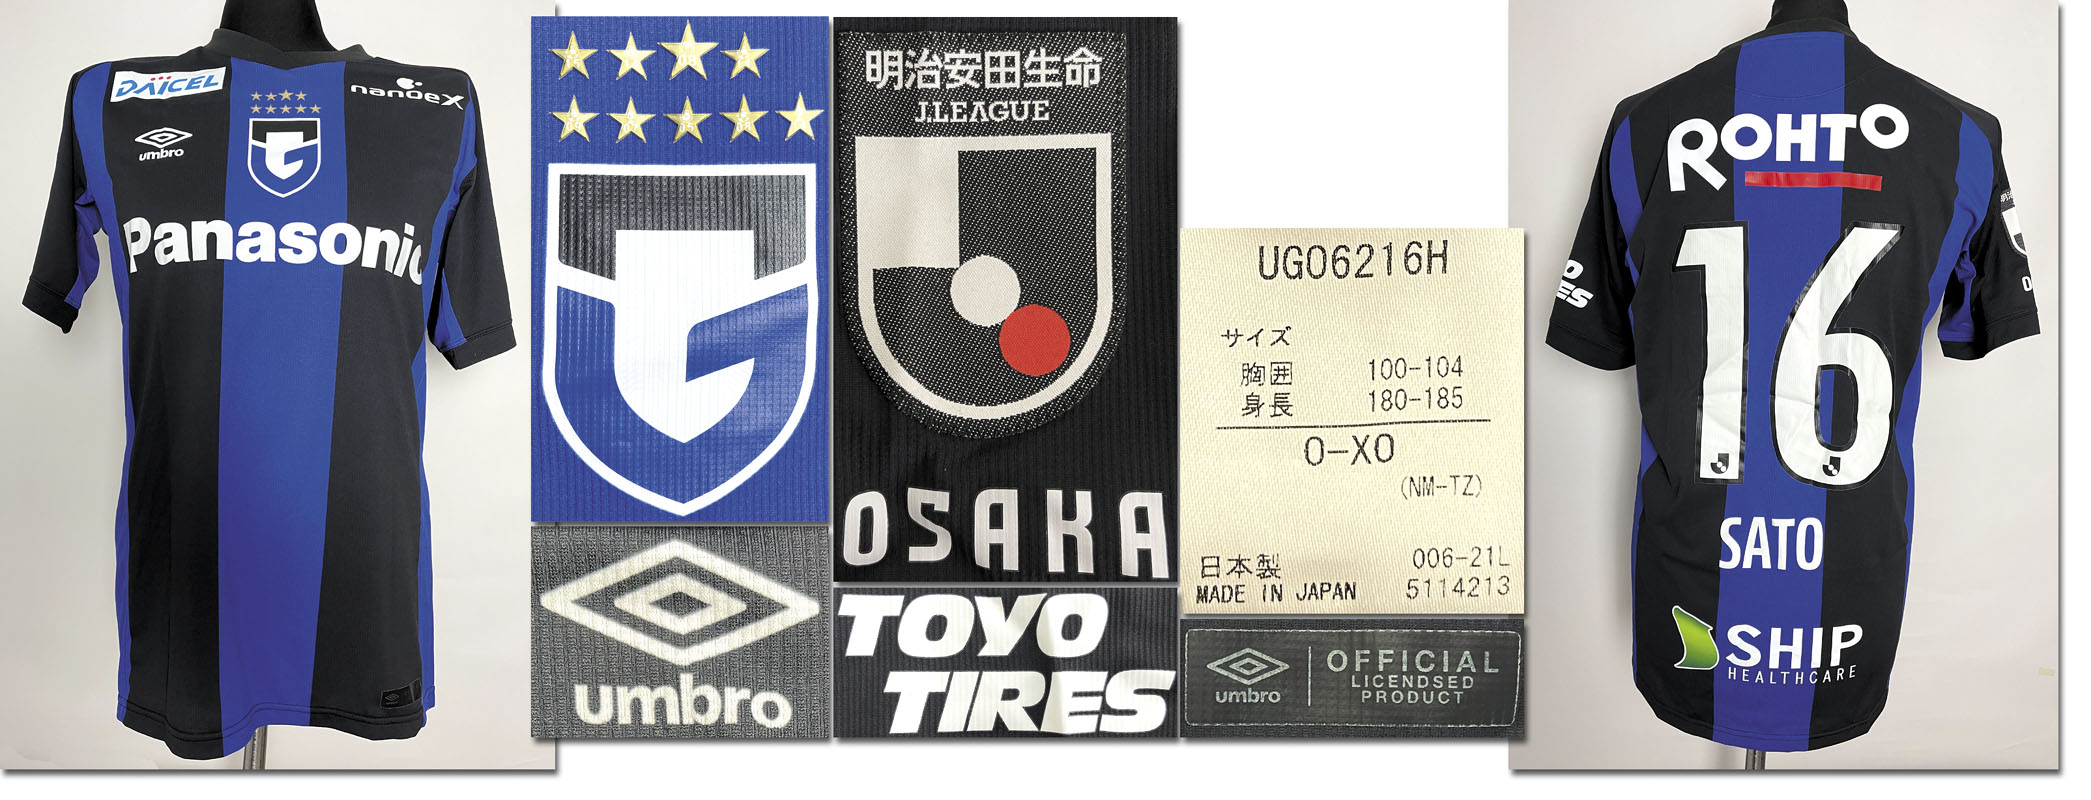 DAICEL
nanoeX
umbro
Panasonic
明治安田生命
J.LEAGUE
OSAKA
umbro
TOYO
TIRES
UG06216H
サイズ
胸囲 100-104
身長 180-185
O-XO
(NM-TZ)
日本製 006-21L
MADE IN JAPAN 5114213
umbro
OFFICIAL
LICENDSED
PRODUCT
ROHTO
16
SATO
SHIP
HEALTHCARE